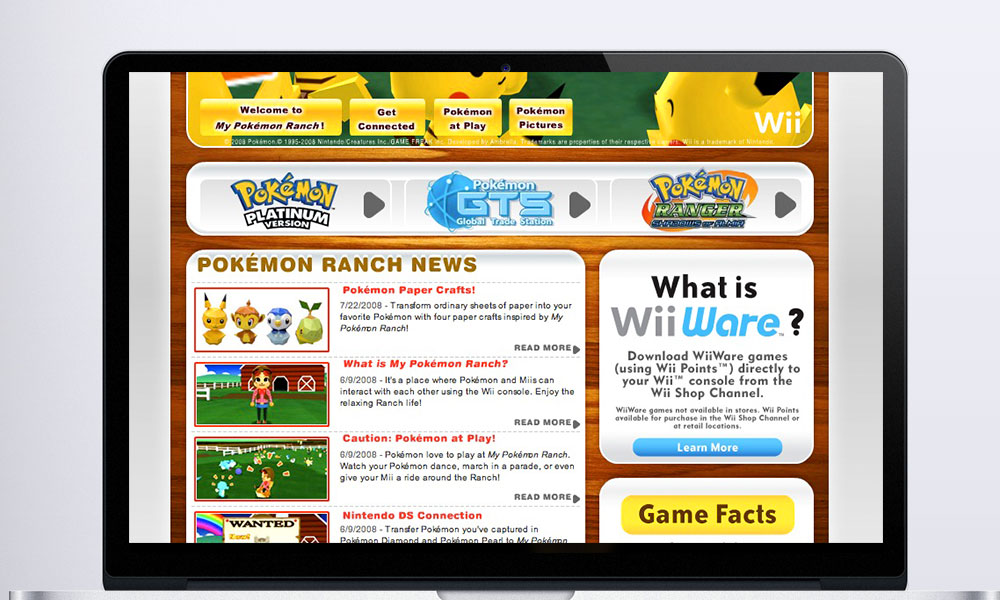 Welcome to
My Pokémon Ranch!
Get
Connected
Pokémon
at Play
Pokémon
Pictures
Wii
© 2008 Pokémon. © 1995-2008 Nintendo/Creatures Inc./GAME FREAK inc. Developed by Ambrella. Trademarks are properties of their respective owners. Wii is a trademark of Nintendo.
POKéMON
PLATINUM
VERSION
Pokémon
GTS
Global Trade Station
POKéMON
RANGER
SHADOWS OF ALMIA
POKÉMON RANCH NEWS
Pokémon Paper Crafts!
7/22/2008 - Transform ordinary sheets of paper into your
favorite Pokémon with four paper crafts inspired by My
Pokémon Ranch!
READ MORE
What is My Pokémon Ranch?
6/9/2008 - It's a place where Pokémon and Miis can
interact with each other using the Wii console. Enjoy the
relaxing Ranch life!
READ MORE
Caution: Pokémon at Play!
6/9/2008 - Pokémon love to play at My Pokémon Ranch.
Watch your Pokémon dance, march in a parade, or even
give your Mii a ride around the Ranch!
READ MORE
WANTED
Nintendo DS Connection
6/9/2008 - Transfer Pokémon you've captured in
Pokémon Diamond and Pokémon Pearl to My Pokémon
What is
WiiWare™?
Download WiiWare games
(using Wii Points™) directly to
your Wii™ console from the
Wii Shop Channel.
WiiWare games not available in stores. Wii Points
available for purchase in the Wii Shop Channel or
at retail locations.
Learn More
Game Facts